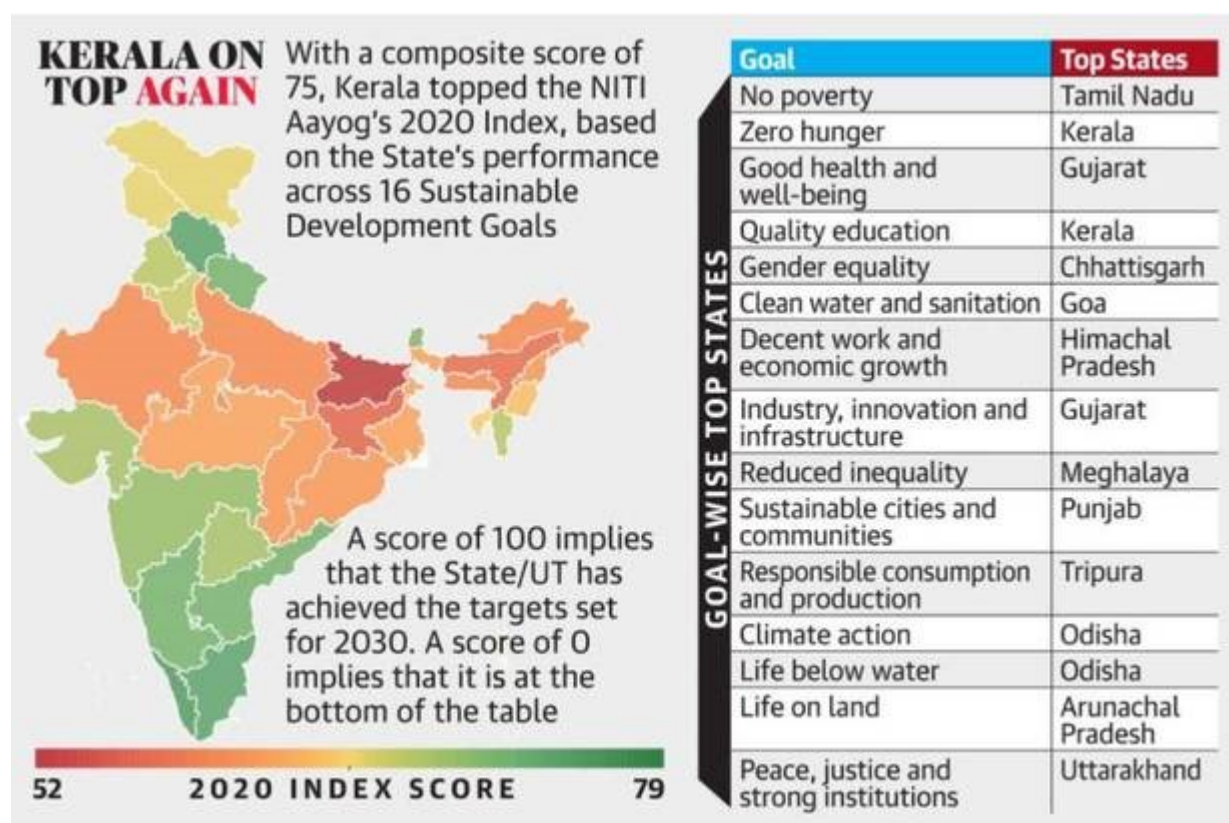 KERALA ON
TOP AGAIN
With a composite score of
75, Kerala topped the NITI
Aayog's 2020 Index, based
on the State's performance
across 16 Sustainable
Development Goals
A score of 100 implies
that the State/UT has
achieved the targets set
for 2030. A score of 0
implies that it is at the
bottom of the table
52 2020 INDEX SCORE 79
GOAL-WISE TOP STATES
Goal Top States
No poverty Tamil Nadu
Zero hunger Kerala
Good health and Gujarat
well-being
Quality education Kerala
Gender equality Chhattisgarh
Clean water and sanitation Goa
Decent work and Himachal
economic growth Pradesh
Industry, innovation and Gujarat
infrastructure
Reduced inequality Meghalaya
Sustainable cities and Punjab
communities
Responsible consumption Tripura
and production
Climate action Odisha
Life below water Odisha
Life on land Arunachal
Pradesh
Peace, justice and Uttarakhand
strong institutions